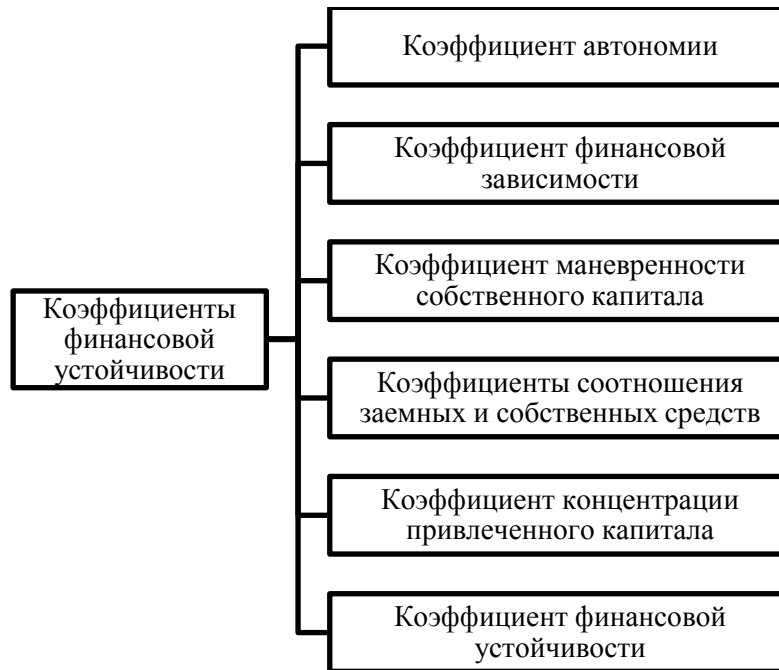 Коэффициент автономии
Коэффициент финансовой
зависимости
Коэффициент маневренности
собственного капитала
Коэффициенты
финансовой
устойчивости
Коэффициенты соотношения
заемных и собственных средств
Коэффициент концентрации
привлеченного капитала
Коэффициент финансовой
устойчивости